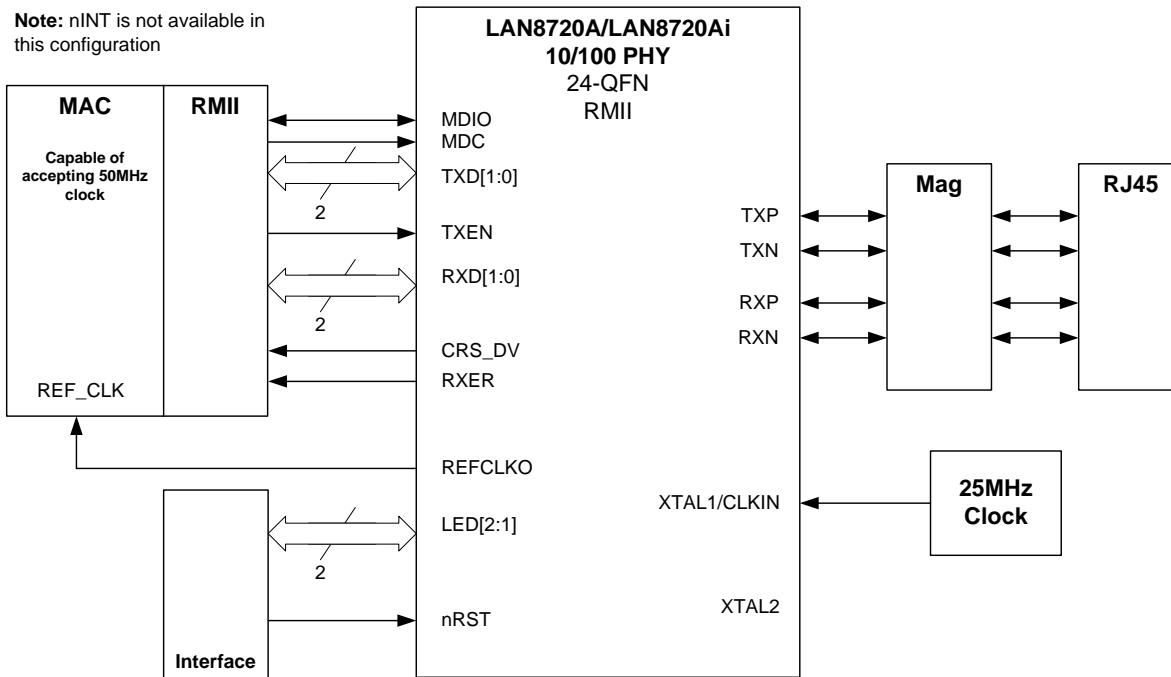 Note: nINT is not available in
this configuration
LAN8720A/LAN8720Ai
10/100 PHY
24-QFN
RMII
MAC
RMII
Capable of
accepting 50MHz
clock
REF_CLK
MDIO
MDC
TXD[1:0]
2
TXEN
RXD[1:0]
2
CRS_DV
RXER
REFCLKO
LED[2:1]
2
nRST
Interface
TXP
TXN
RXP
RXN
Mag
RJ45
XTAL1/CLKIN
25MHz
Clock
XTAL2